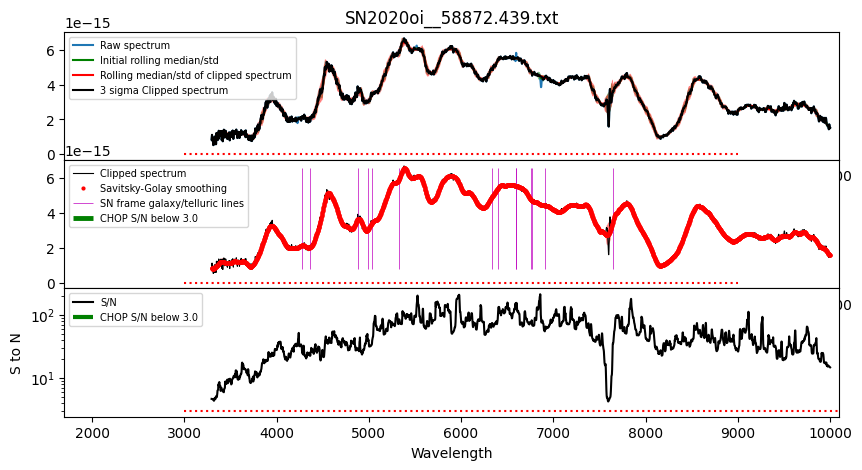 SN2020oi__58872.439.txt
1e−15
Raw spectrum
Initial rolling median/std
Rolling median/std of clipped spectrum
3 sigma Clipped spectrum
6
4
2
0
1e−15
00
Clipped spectrum
Savitsky-Golay smoothing
SN frame galaxy/telluric lines
CHOP S/N below 3.0
6
4
2
0
00
S/N
CHOP S/N below 3.0
10²
10¹
S to N
2000 3000 4000 5000 6000 7000 8000 9000 10000
Wavelength